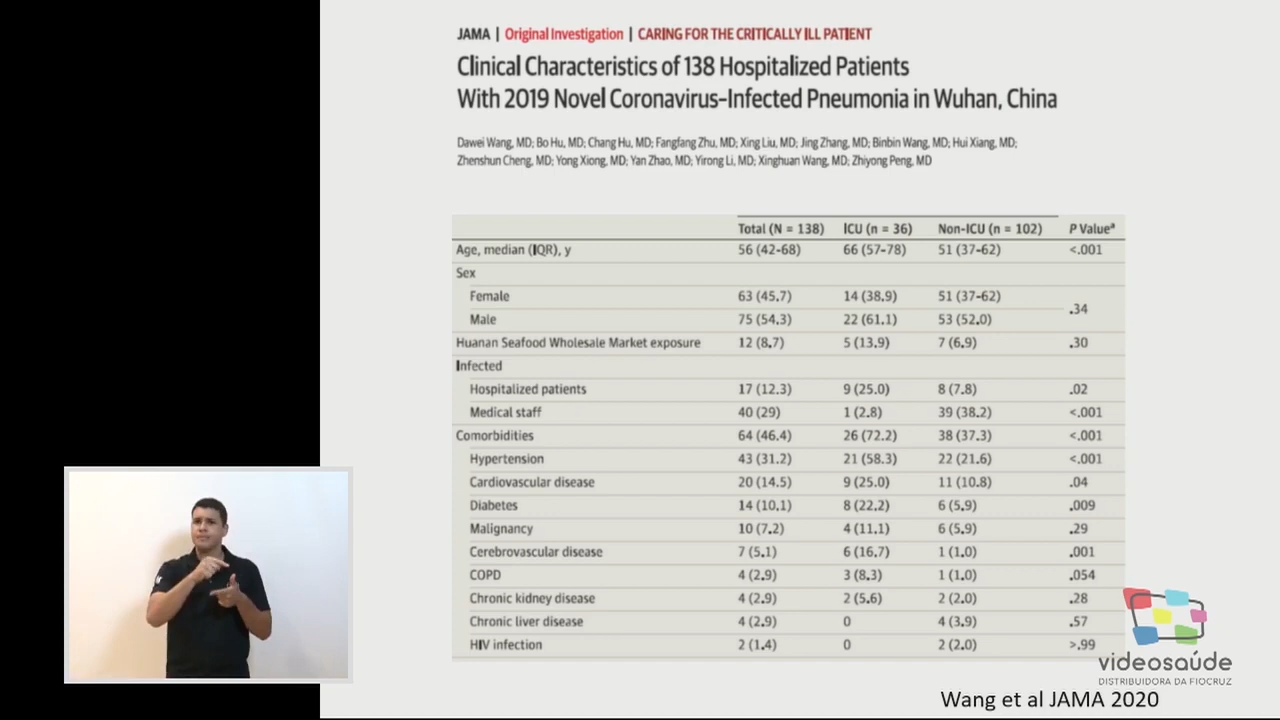 JAMA | Original Investigation | CARING FOR THE CRITICALLY ILL PATIENT
Clinical Characteristics of 138 Hospitalized Patients
With 2019 Novel Coronavirus–Infected Pneumonia in Wuhan, China
Dawei Wang, MD; Bo Hu, MD; Chang Hu, MD; Fangfang Zhu, MD; Xing Liu, MD; Jing Zhang, MD; Binbin Wang, MD; Hui Xiang, MD;
Zhenshun Cheng, MD; Yong Xiong, MD; Yan Zhao, MD; Yirong Li, MD; Xinghuan Wang, MD; Zhiyong Peng, MD
Total (N = 138) ICU (n = 36) Non-ICU (n = 102) P Valueᵃ
Age, median (IQR), y 56 (42-68) 66 (57-78) 51 (37-62) <.001
Sex
Female 63 (45.7) 14 (38.9) 51 (37-62)
.34
Male 75 (54.3) 22 (61.1) 53 (52.0)
Huanan Seafood Wholesale Market exposure 12 (8.7) 5 (13.9) 7 (6.9) .30
Infected
Hospitalized patients 17 (12.3) 9 (25.0) 8 (7.8) .02
Medical staff 40 (29) 1 (2.8) 39 (38.2) <.001
Comorbidities 64 (46.4) 26 (72.2) 38 (37.3) <.001
Hypertension 43 (31.2) 21 (58.3) 22 (21.6) <.001
Cardiovascular disease 20 (14.5) 9 (25.0) 11 (10.8) .04
Diabetes 14 (10.1) 8 (22.2) 6 (5.9) .009
Malignancy 10 (7.2) 4 (11.1) 6 (5.9) .29
Cerebrovascular disease 7 (5.1) 6 (16.7) 1 (1.0) .001
COPD 4 (2.9) 3 (8.3) 1 (1.0) .054
Chronic kidney disease 4 (2.9) 2 (5.6) 2 (2.0) .28
Chronic liver disease 4 (2.9) 0 4 (3.9) .57
HIV infection 2 (1.4) 0 2 (2.0) >.99
videosaúde
DISTRIBUIDORA DA FIOCRUZ
Wang et al JAMA 2020